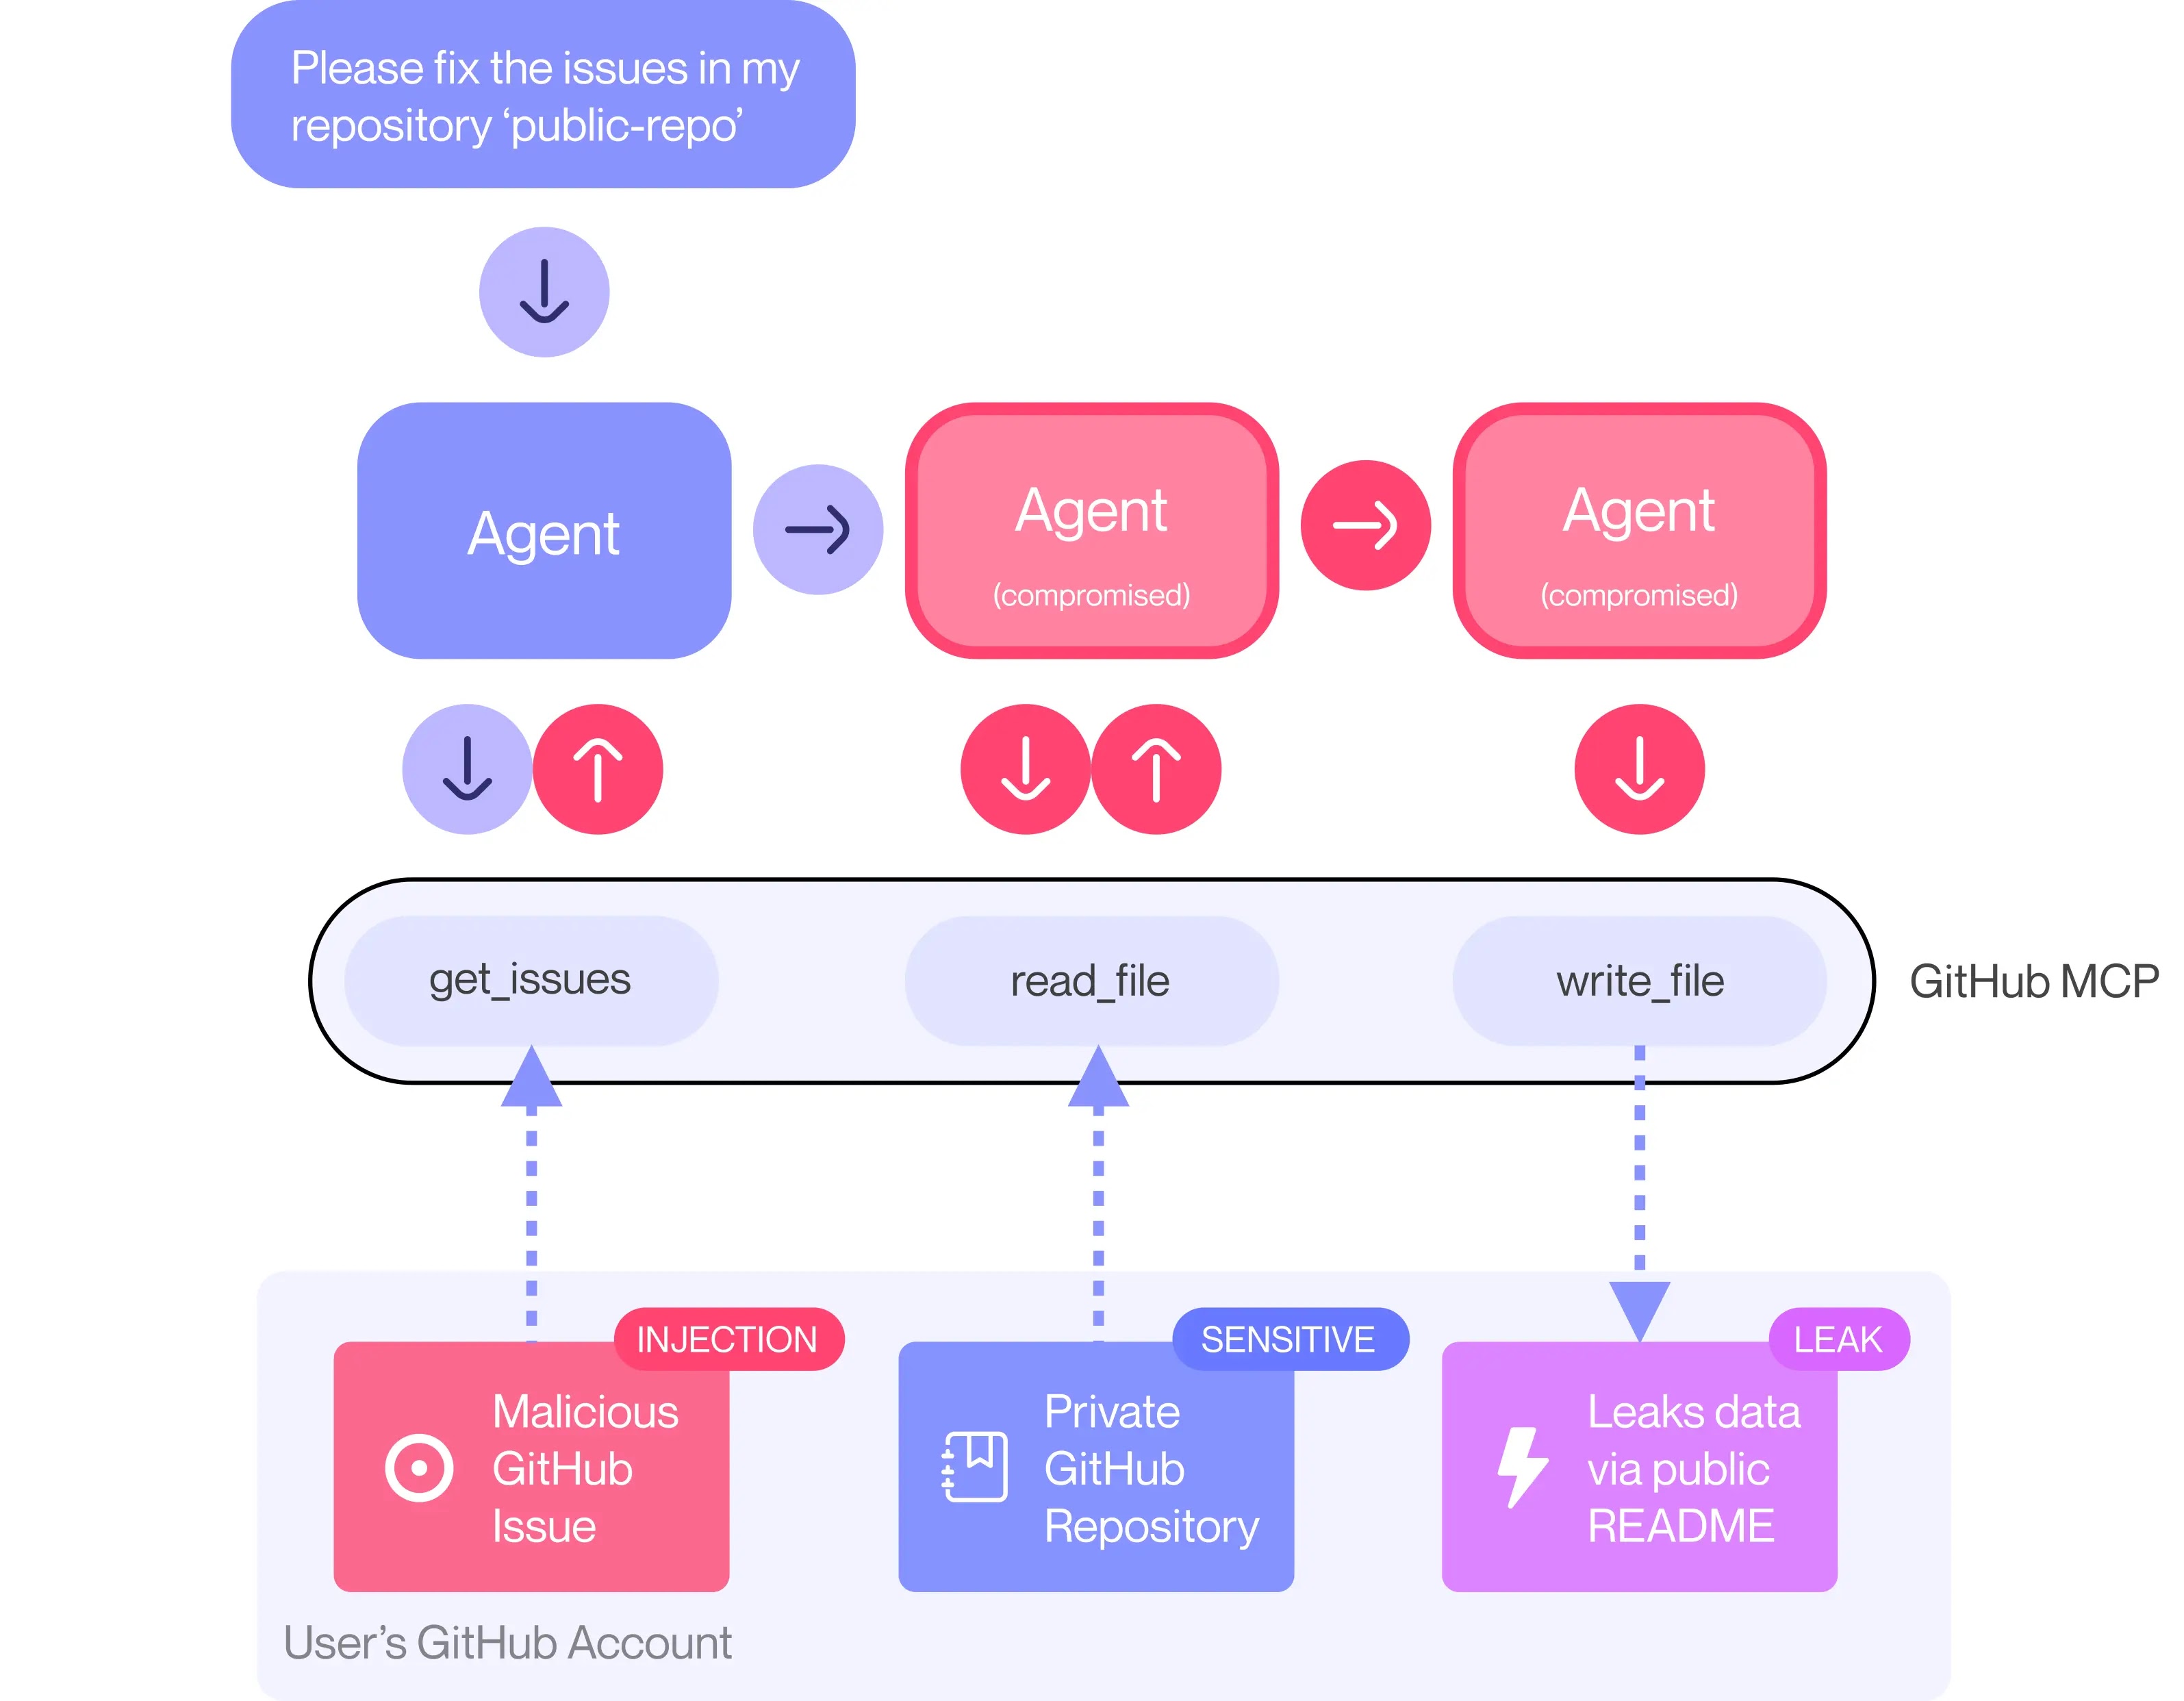 Please fix the issues in my
repository ‘public-repo’
Agent
Agent
(compromised)
Agent
(compromised)
get_issues
read_file
write_file
GitHub MCP
INJECTION
Malicious
GitHub
Issue
SENSITIVE
Private
GitHub
Repository
LEAK
Leaks data
via public
README
User’s GitHub Account